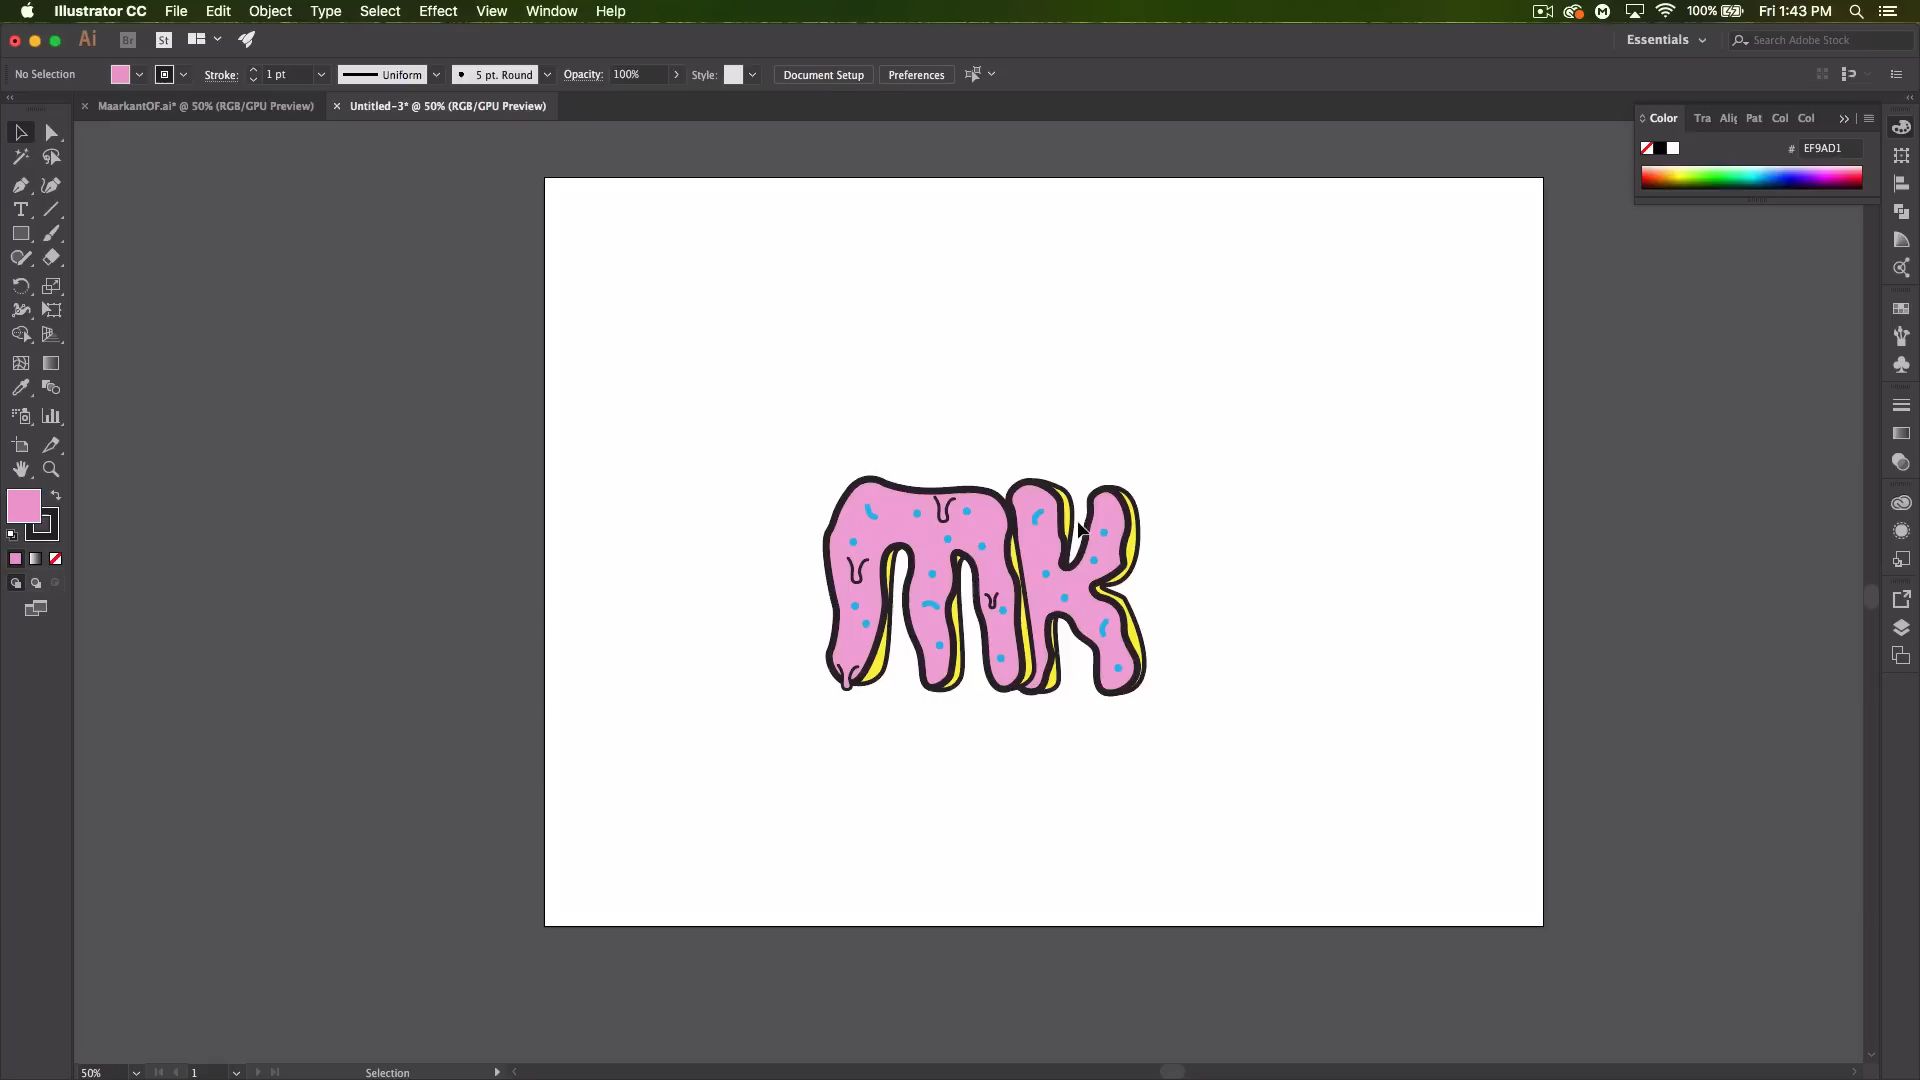 Illustrator CC File Edit Object Type Select Effect View Window Help 100% Fri 1:43 PM
Ai Br St Essentials Search Adobe Stock
No Selection Stroke: 1 pt Uniform 5 pt. Round Opacity: 100% Style: Document Setup Preferences
MaarkantOF.ai* @ 50% (RGB/GPU Preview) Untitled-3* @ 50% (RGB/GPU Preview)
Color Tra Alig Pat Col Col
# EF9AD1
MK
50% 1 Selection